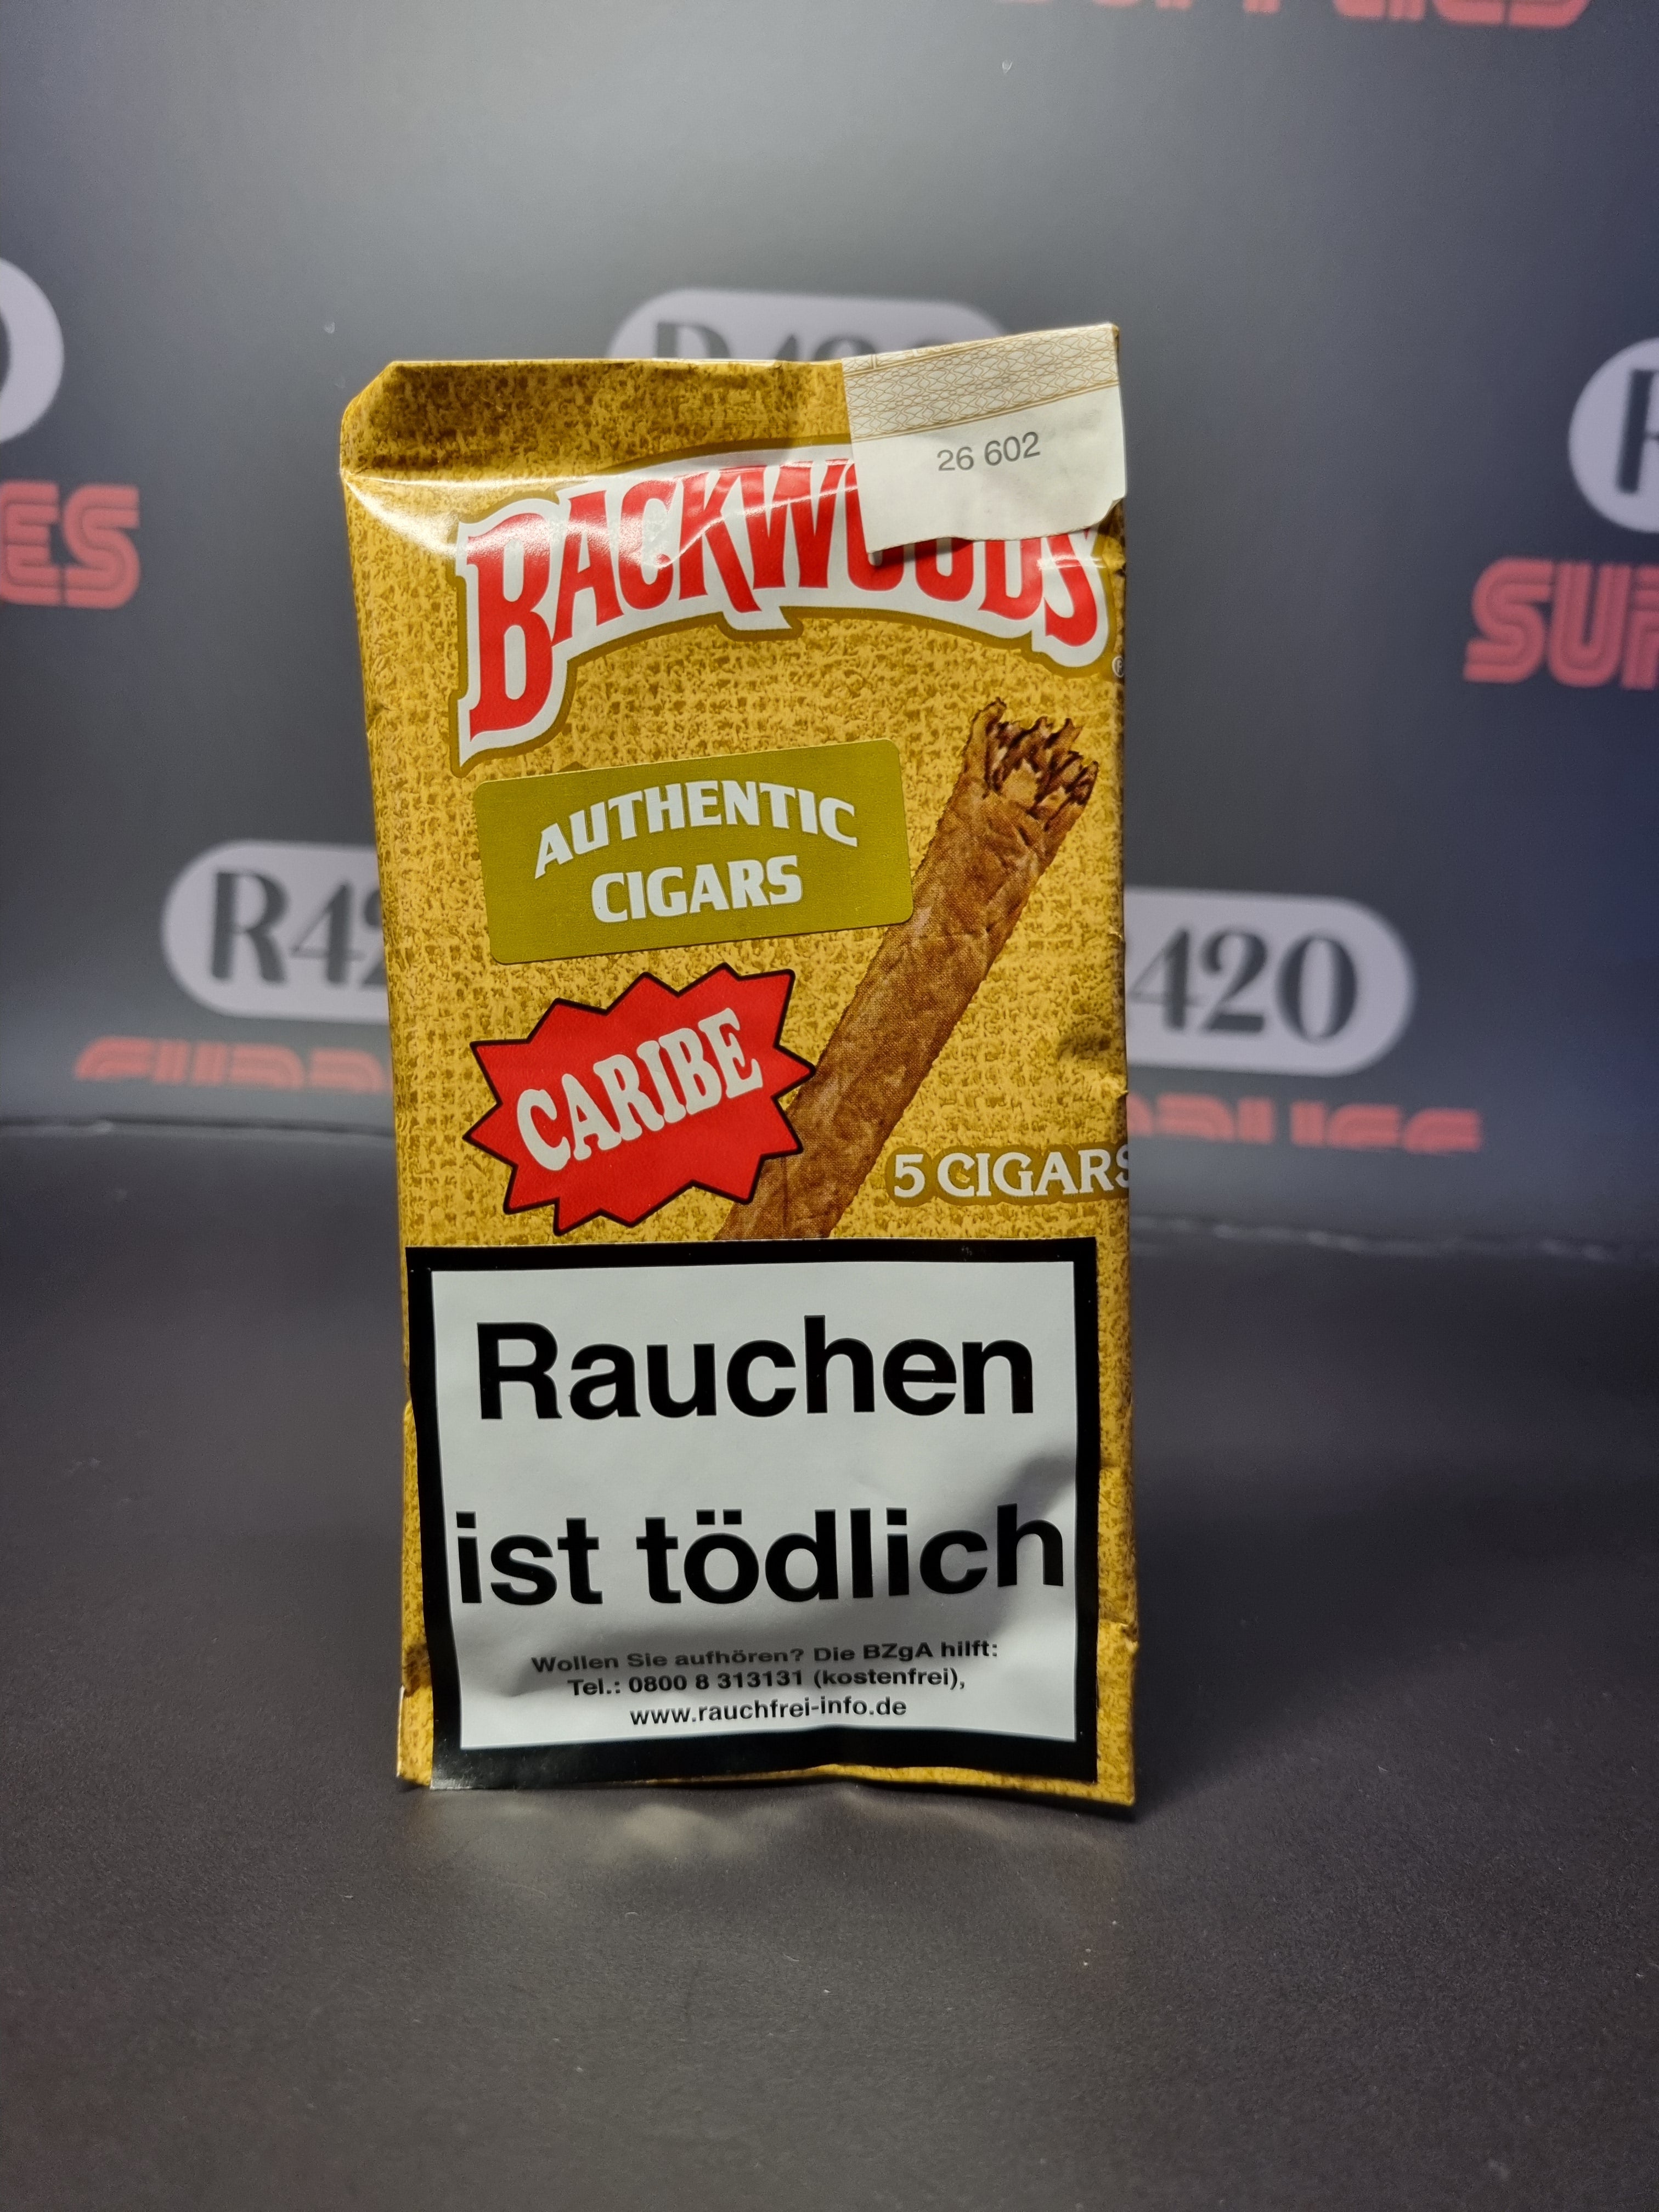 26 602
BACKWOODS
®
AUTHENTIC
CIGARS
CARIBE
5 CIGARS
Rauchen
ist tödlich
Wollen Sie aufhören? Die BZgA hilft:
Tel.: 0800 8 313131 (kostenfrei),
www.rauchfrei-info.de
R42
420